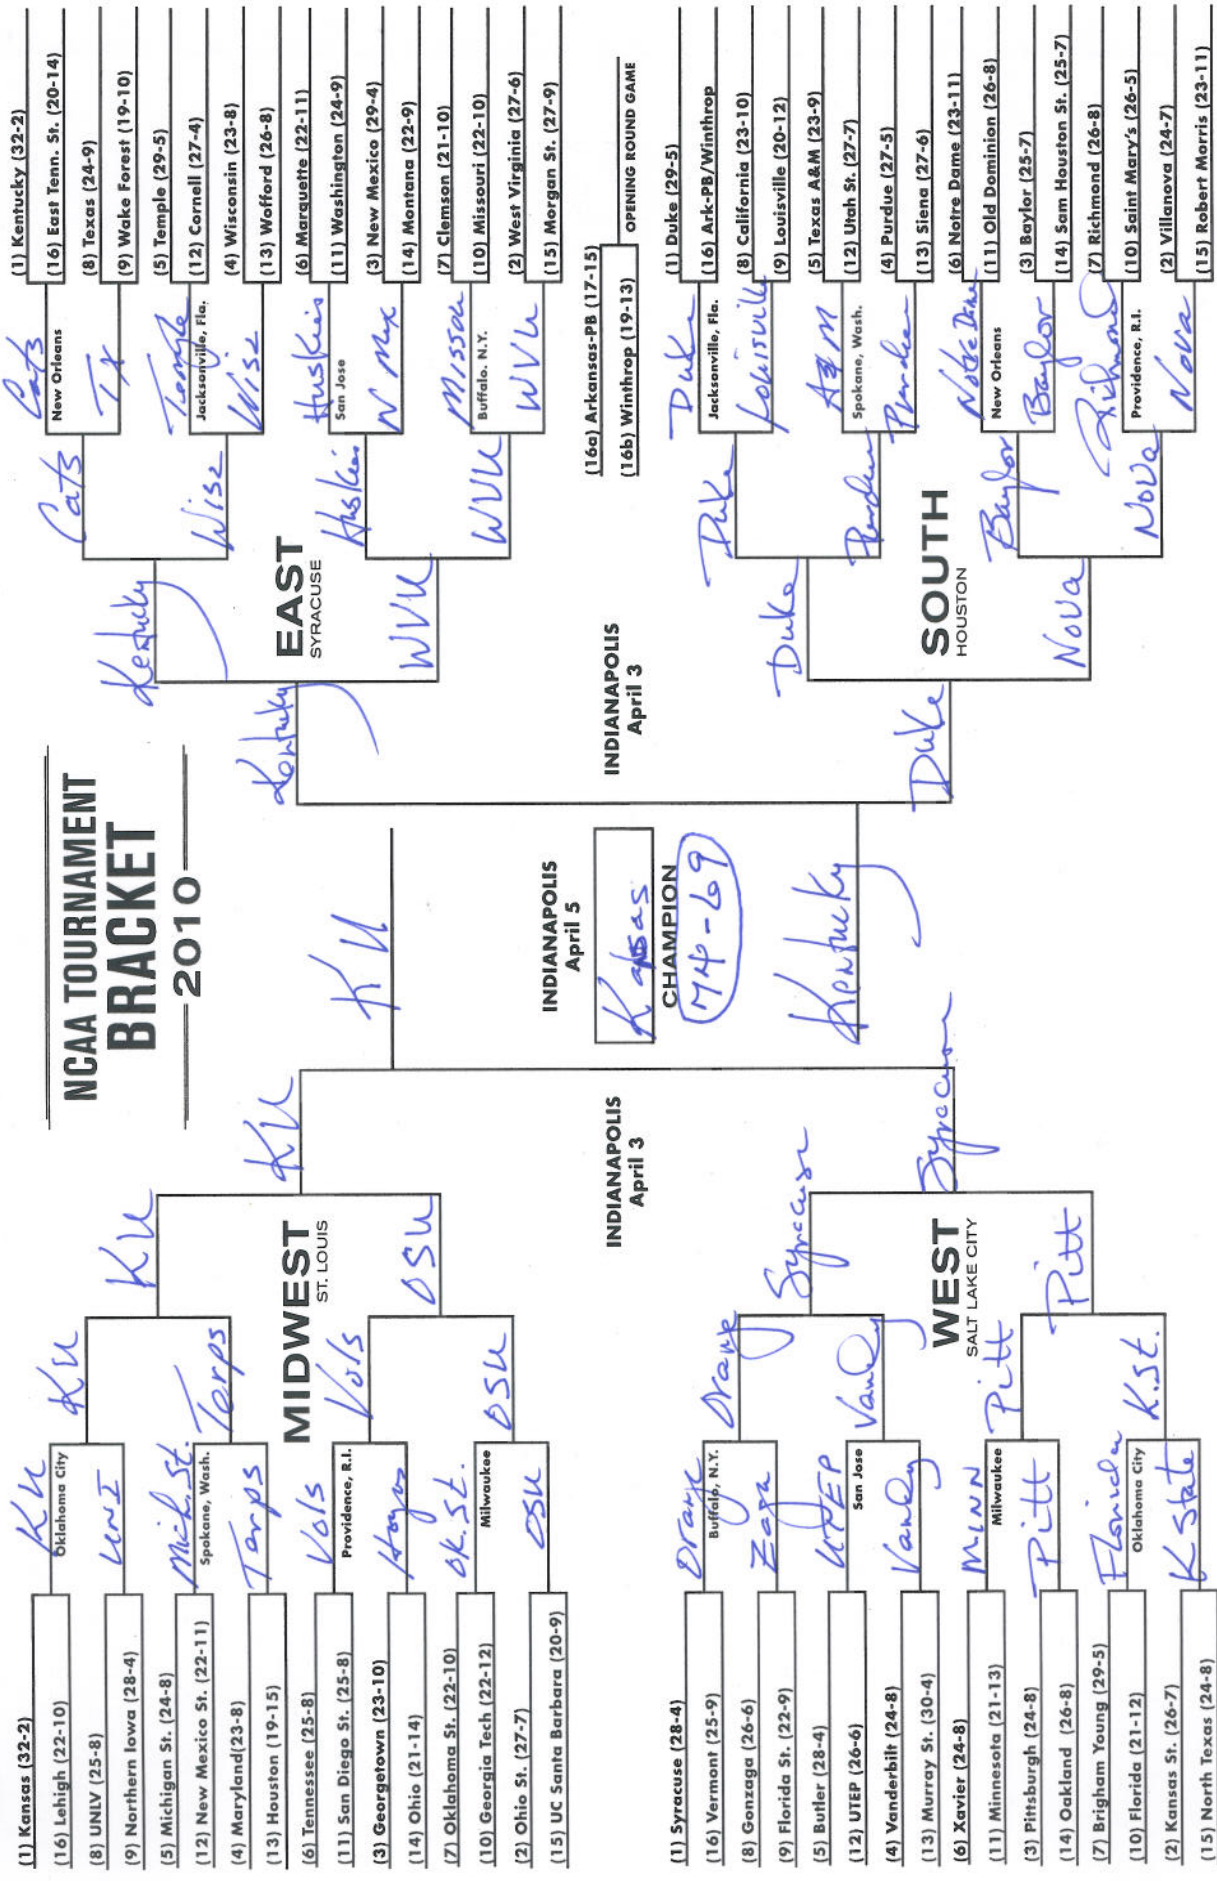 NCAA TOURNAMENT
BRACKET
2010
(1) Kansas (32-2)
(16) Lehigh (22-10)
(8) UNLV (25-8)
(9) Northern Iowa (28-4)
(5) Michigan St. (24-8)
(12) New Mexico St. (22-11)
(4) Maryland(23-8)
(13) Houston (19-15)
(6) Tennessee (25-8)
(11) San Diego St. (25-8)
(3) Georgetown (23-10)
(14) Ohio (21-14)
(7) Oklahoma St. (22-10)
(10) Georgia Tech (22-12)
(2) Ohio St. (27-7)
(15) UC Santa Barbara (20-9)
KU
Oklahoma City
UNI
Mich. St.
Spokane, Wash.
Terps
Vols
Providence, R.I.
Hoyas
OK. St.
Milwaukee
OSU
KU
Terps
Vols
OSU
KU
OSU
MIDWEST
ST. LOUIS
KU
(1) Syracuse (28-4)
(16) Vermont (25-9)
(8) Gonzaga (26-6)
(9) Florida St. (22-9)
(5) Butler (28-4)
(12) UTEP (26-6)
(4) Vanderbilt (24-8)
(13) Murray St. (30-4)
(6) Xavier (24-8)
(11) Minnesota (21-13)
(3) Pittsburgh (24-8)
(14) Oakland (26-8)
(7) Brigham Young (29-5)
(10) Florida (21-12)
(2) Kansas St. (26-7)
(15) North Texas (24-8)
Orange
Buffalo, N.Y.
Zaga
UTEP
San Jose
Vandy
MINN
Milwaukee
Pitt
Florida
Oklahoma City
K State
Orange
Vandy
Pitt
K.St.
Syracuse
Pitt
WEST
SALT LAKE CITY
Syracuse
INDIANAPOLIS
April 3
KU
INDIANAPOLIS
April 5
Kansas
CHAMPION
74-69
Kentucky
INDIANAPOLIS
April 3
Kentucky
Kentucky
WVU
EAST
SYRACUSE
Cats
Wisc
Huskies
WVU
Cats
New Orleans
TX
Temple
Jacksonville, Fla.
Wisc
Huskies
San Jose
N Mex
Missou
Buffalo. N.Y.
WVU
(1) Kentucky (32-2)
(16) East Tenn. St. (20-14)
(8) Texas (24-9)
(9) Wake Forest (19-10)
(5) Temple (29-5)
(12) Cornell (27-4)
(4) Wisconsin (23-8)
(13) Wofford (26-8)
(6) Marquette (22-11)
(11) Washington (24-9)
(3) New Mexico (29-4)
(14) Montana (22-9)
(7) Clemson (21-10)
(10) Missouri (22-10)
(2) West Virginia (27-6)
(15) Morgan St. (27-9)
(16a) Arkansas-PB (17-15)
(16b) Winthrop (19-13)
OPENING ROUND GAME
Duke
Duke
Nova
SOUTH
HOUSTON
Duke
Purdue
Baylor
Nova
Duke
Jacksonville, Fla.
Louisville
A&M
Spokane, Wash.
Purdue
Notre Dame
New Orleans
Baylor
Richmond
Providence, R.I.
Nova
(1) Duke (29-5)
(16) Ark-PB/Winthrop
(8) California (23-10)
(9) Louisville (20-12)
(5) Texas A&M (23-9)
(12) Utah St. (27-7)
(4) Purdue (27-5)
(13) Siena (27-6)
(6) Notre Dame (23-11)
(11) Old Dominion (26-8)
(3) Baylor (25-7)
(14) Sam Houston St. (25-7)
(7) Richmond (26-8)
(10) Saint Mary's (26-5)
(2) Villanova (24-7)
(15) Robert Morris (23-11)